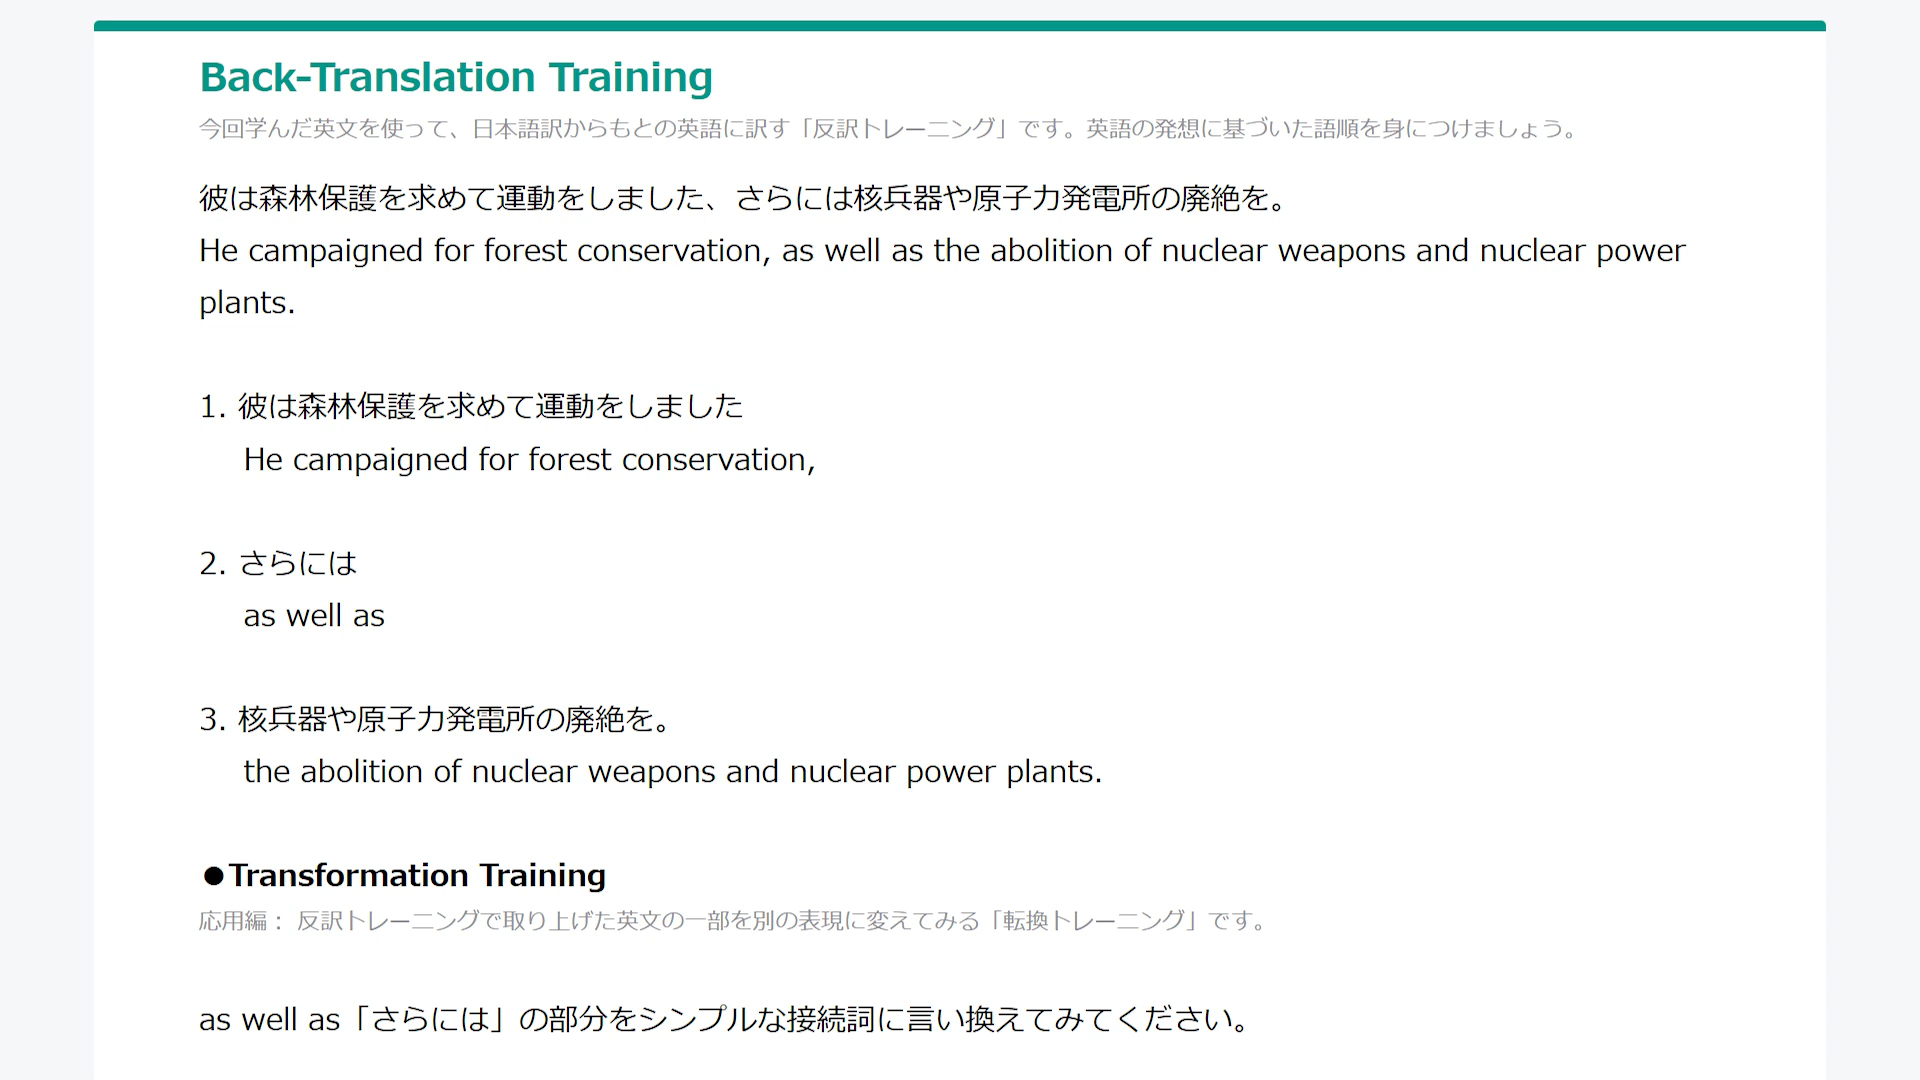 Back-Translation Training
今回学んだ英文を使って、日本語訳からもとの英語に訳す「反訳トレーニング」です。英語の発想に基づいた語順を身につけましょう。
彼は森林保護を求めて運動をしました、さらには核兵器や原子力発電所の廃絶を。
He campaigned for forest conservation, as well as the abolition of nuclear weapons and nuclear power
plants.
1. 彼は森林保護を求めて運動をしました
He campaigned for forest conservation,
2. さらには
as well as
3. 核兵器や原子力発電所の廃絶を。
the abolition of nuclear weapons and nuclear power plants.
●Transformation Training
応用編： 反訳トレーニングで取り上げた英文の一部を別の表現に変えてみる「転換トレーニング」です。
as well as「さらには」の部分をシンプルな接続詞に言い換えてみてください。